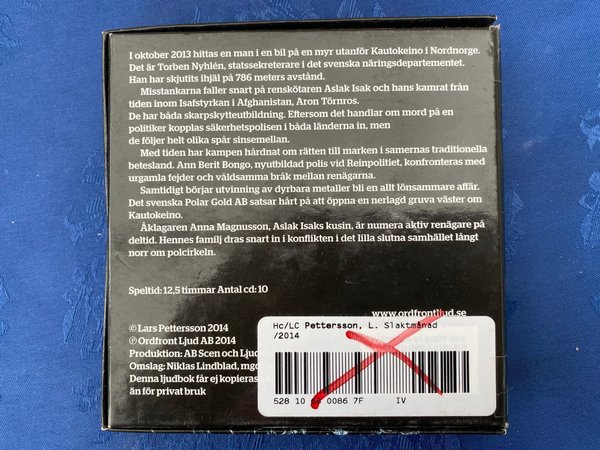 I oktober 2013 hittas en man i en bil på en myr utanför Kautokeino i Nordnorge.
Det är Torben Nyhlén, statssekreterare i det svenska näringsdepartementet.
Han har skjutits ihjäl på 786 meters avstånd.
Misstankarna faller snart på renskötaren Aslak Isak och hans kamrat från
tiden inom Isafstyrkan i Afghanistan, Aron Törnros.
De har båda skarpskytteutbildning. Eftersom det handlar om mord på en
politiker kopplas säkerhetspolisen i båda länderna in, men
de följer helt olika spår sinsemellan.
Med tiden har kampen hårdnat om rätten till marken i samernas traditionella
betesland. Ann Berit Bongo, nyutbildad polis vid Reinpolitiet, konfronteras med
urgamla fejder och våldsamma bråk mellan renägarna.
Samtidigt börjar utvinning av dyrbara metaller bli en allt lönsammare affär.
Det svenska Polar Gold AB satsar hårt på att öppna en nerlagd gruva väster om
Kautokeino.
Åklagaren Anna Magnusson, Aslak Isaks kusin, är numera aktiv renägare på
deltid. Hennes familj dras snart in i konflikten i det lilla slutna samhället långt
norr om polcirkeln.
Speltid: 12,5 timmar Antal cd: 10
www.ordfrontljud.se
© Lars Pettersson 2014
℗ Ordfront Ljud AB 2014
Produktion: AB Scen och Ljud
Omslag: Niklas Lindblad,
Denna ljudbok får ej kopieras
än för privat bruk
Hc/LC Pettersson, L. Slaktmånad
/2014
528 10 0086 7F IV